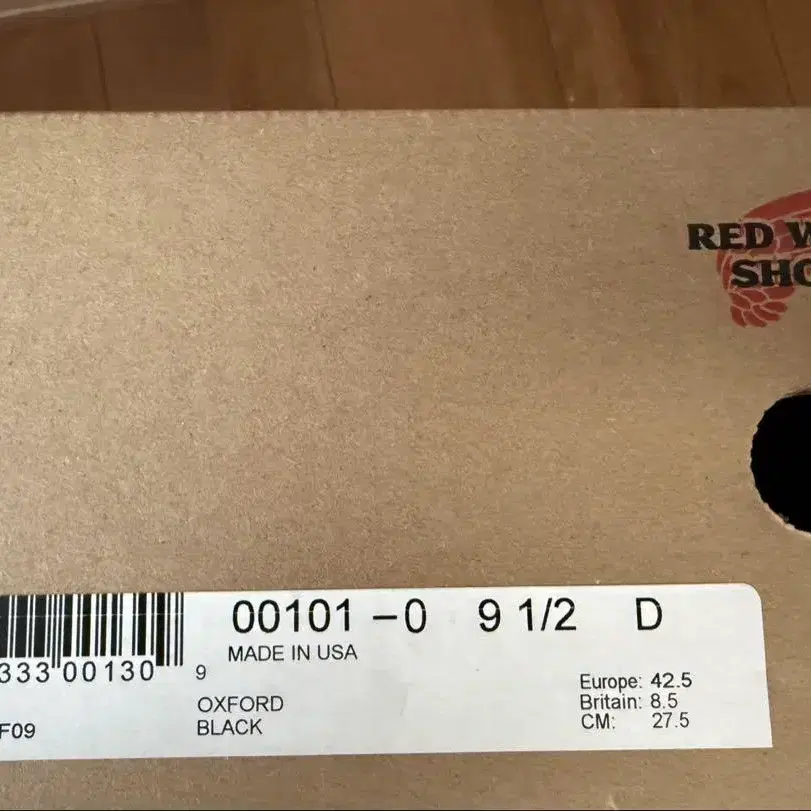 RED W
SHO
00101 -0 9 1/2 D
MADE IN USA
333 00130 9
OXFORD
BLACK
F09
Europe: 42.5
Britain: 8.5
CM: 27.5